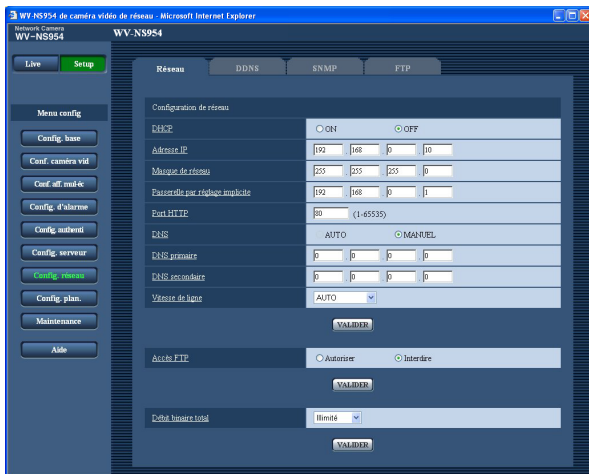 WV-NS954 de caméra vidéo de réseau - Microsoft Internet Explorer
Network Camera
WV-NS954
WV-NS954
Live Setup
Réseau DDNS SNMP FTP
Menu config
Config. base
Conf. caméra vid
Conf. aff. mul-éc
Config. d'alarme
Config. authenti
Config. serveur
Config. réseau
Config. plan.
Maintenance
Aide
Configuration de réseau
DHCP ON OFF
Adresse IP 192 . 168 . 0 . 10
Masque de réseau 255 . 255 . 255 . 0
Passerelle par réglage implicite 192 . 168 . 0 . 1
Port HTTP 80 (1-65535)
DNS AUTO MANUEL
DNS primaire 0 . 0 . 0 . 0
DNS secondaire 0 . 0 . 0 . 0
Vitesse de ligne AUTO
VALIDER
Accès FTP Autoriser Interdire
VALIDER
Débit binaire total Illimité
VALIDER